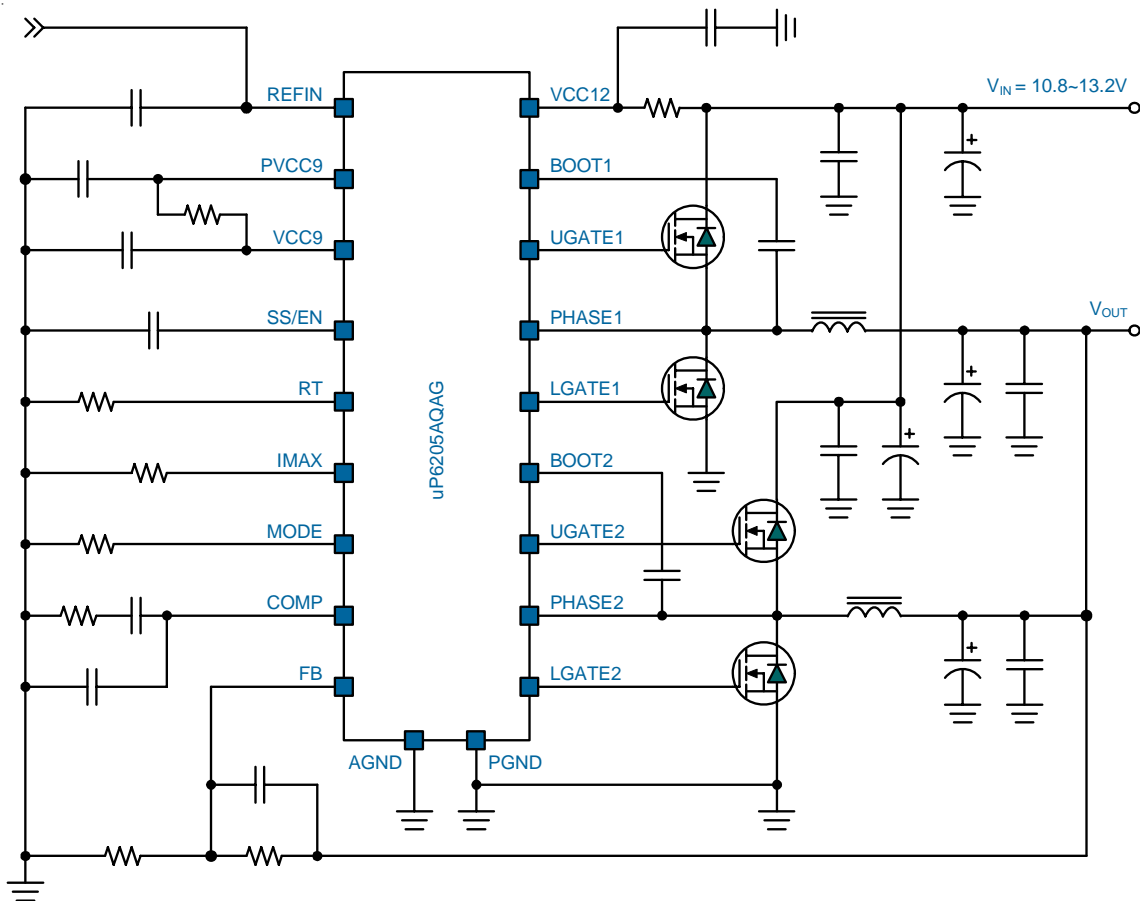 REFIN
VCC12
V_IN = 10.8~13.2V
PVCC9
BOOT1
VCC9
UGATE1
SS/EN
PHASE1
V_OUT
RT
LGATE1
IMAX
BOOT2
uP6205AQAG
MODE
UGATE2
COMP
PHASE2
FB
LGATE2
AGND
PGND
+
+
+
+